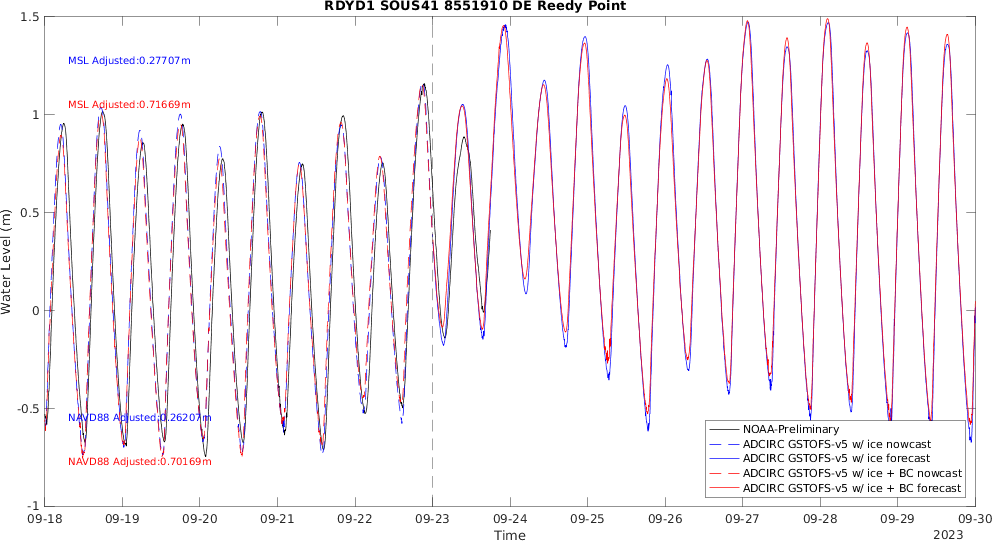 RDYD1 SOUS41 8551910 DE Reedy Point
1.5
MSL Adjusted:0.27707m
MSL Adjusted:0.71669m
1
0.5
Water Level (m)
0
-0.5
NAVD88 Adjusted:0.26207m
NAVD88 Adjusted:0.70169m
-1
NOAA-Preliminary
ADCIRC GSTOFS-v5 w/ ice nowcast
ADCIRC GSTOFS-v5 w/ ice forecast
ADCIRC GSTOFS-v5 w/ ice + BC nowcast
ADCIRC GSTOFS-v5 w/ ice + BC forecast
09-18 09-19 09-20 09-21 09-22 09-23 09-24 09-25 09-26 09-27 09-28 09-29 09-30
Time
2023